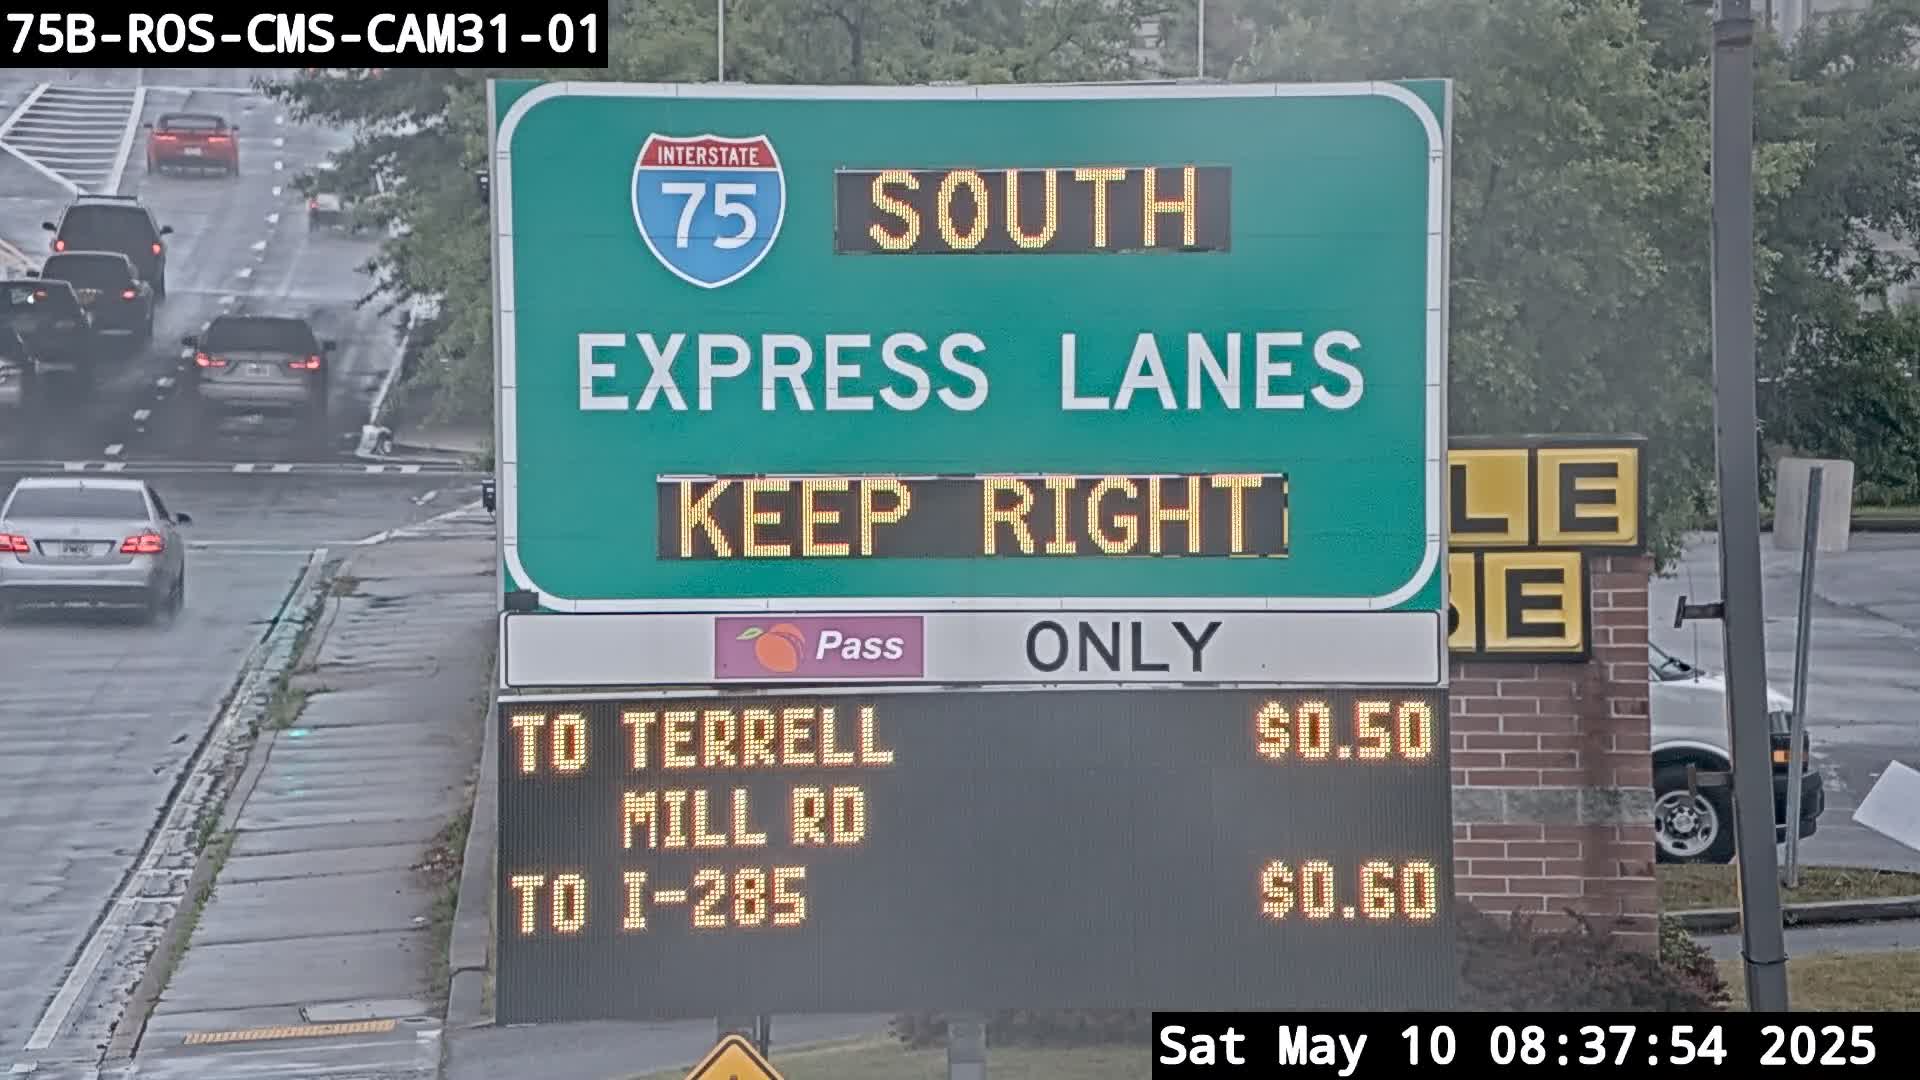 75B-ROS-CMS-CAM31-01
INTERSTATE
75
SOUTH
EXPRESS LANES
KEEP RIGHT
Pass ONLY
TO TERRELL $0.50
MILL RD
TO I-285 $0.60
LE
E
Sat May 10 08:37:54 2025